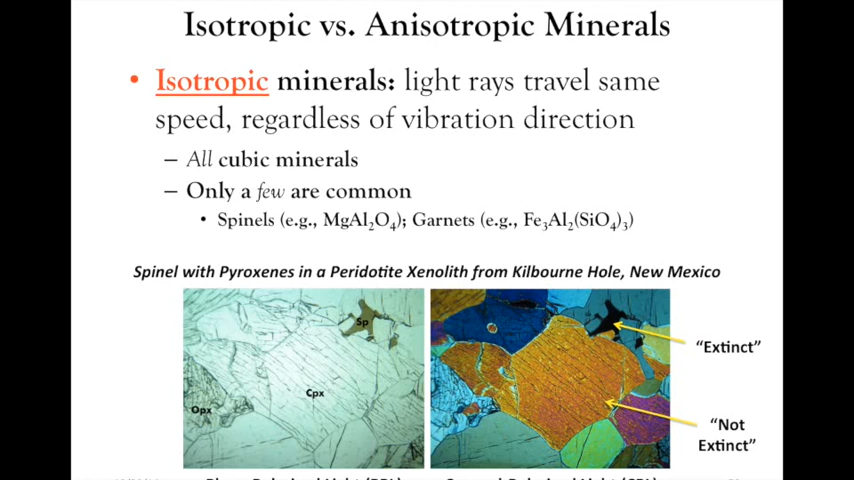 Isotropic vs. Anisotropic Minerals
• Isotropic minerals: light rays travel same
speed, regardless of vibration direction
– All cubic minerals
– Only a few are common
• Spinels (e.g., MgAl₂O₄); Garnets (e.g., Fe₃Al₂(SiO₄)₃)
Spinel with Pyroxenes in a Peridotite Xenolith from Kilbourne Hole, New Mexico
Sp
"Extinct"
Cpx
Opx
"Not
Extinct"